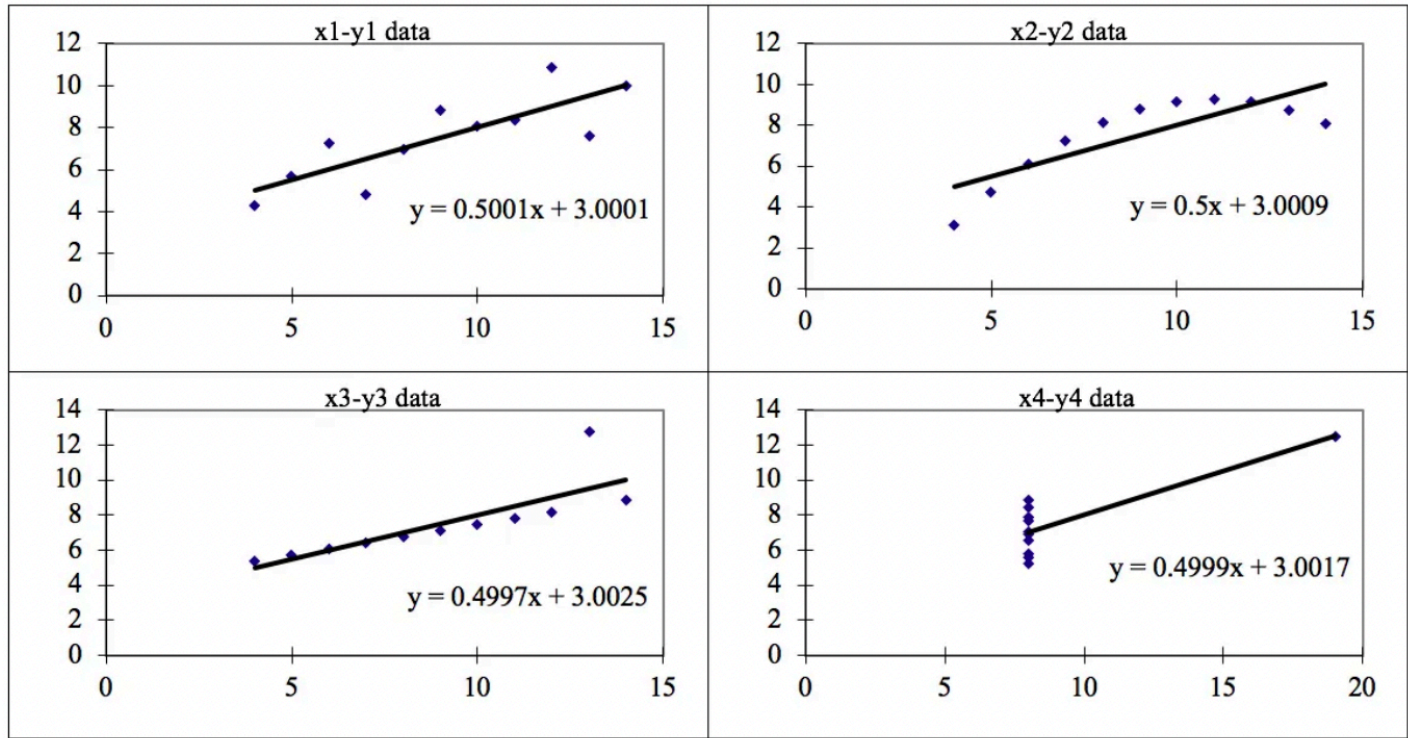 x1-y1 data
12
10
8
6
4
2
0
y = 0.5001x + 3.0001
0 5 10 15
x2-y2 data
12
10
8
6
4
2
0
y = 0.5x + 3.0009
0 5 10 15
x3-y3 data
14
12
10
8
6
4
2
0
y = 0.4997x + 3.0025
0 5 10 15
x4-y4 data
14
12
10
8
6
4
2
0
y = 0.4999x + 3.0017
0 5 10 15 20